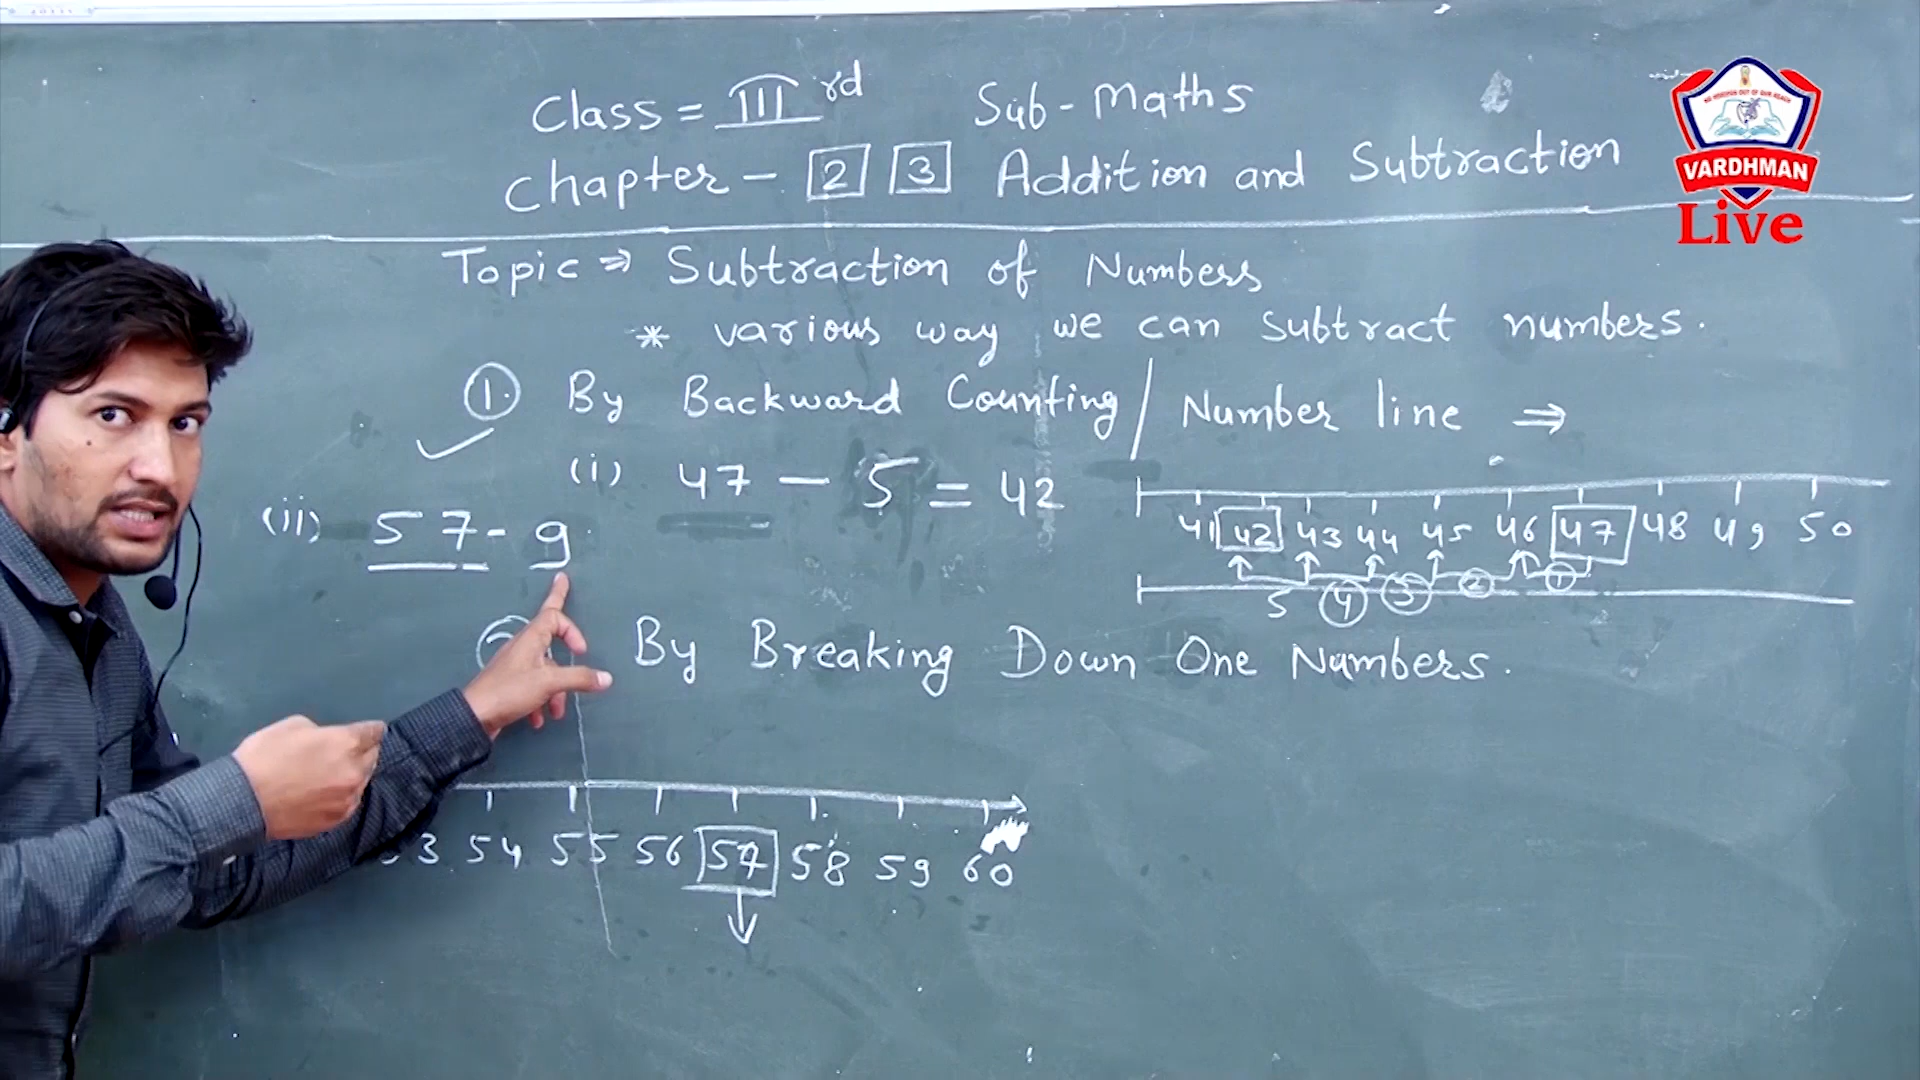 Class = III rd Sub - Maths
Chapter - 2 3 Addition and Subtraction
VARDHMAN
Live
Topic ⇒ Subtraction of Numbers
* various way we can subtract numbers.
1. By Backward Counting / Number line ⇒
(i) 47 - 5 = 42
41 42 43 44 45 46 47 48 49 50
5 4 3 2 1
(ii) 57 - 9
By Breaking Down One Numbers.
3 54 55 56 57 58 59 60